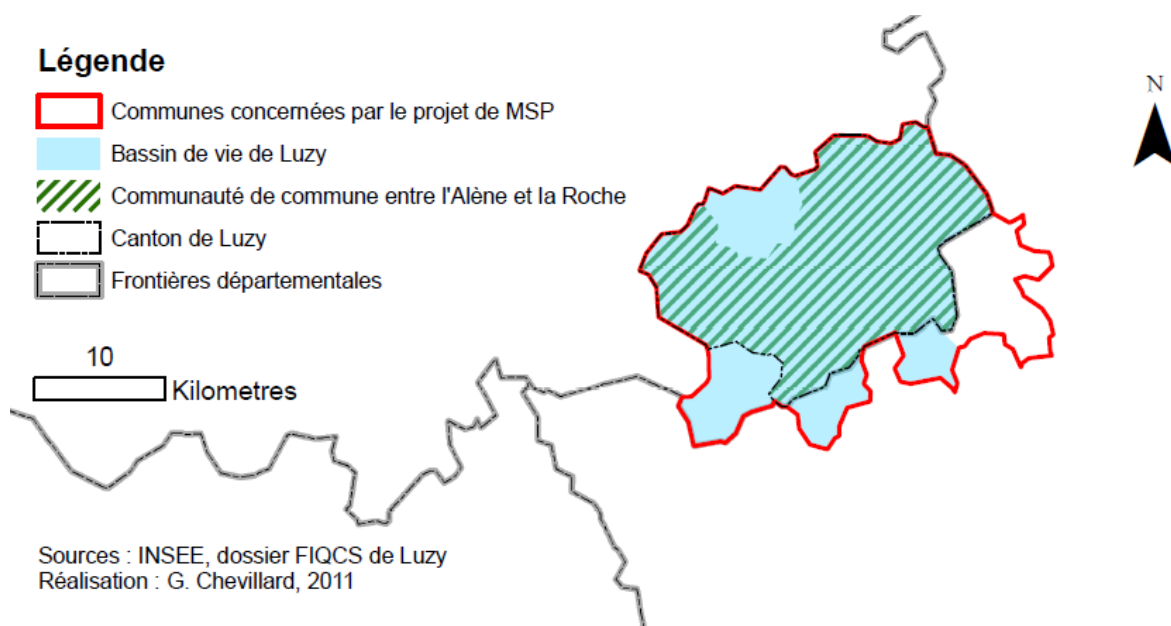 Légende
Communes concernées par le projet de MSP
Bassin de vie de Luzy
Communauté de commune entre l'Alène et la Roche
Canton de Luzy
Frontières départementales
10
Kilometres
N
Sources : INSEE, dossier FIQCS de Luzy
Réalisation : G. Chevillard, 2011